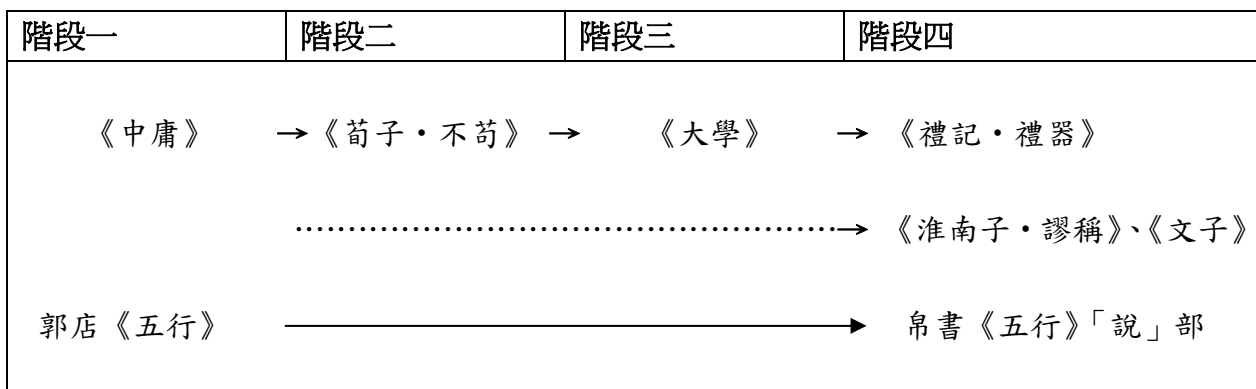 階段一 階段二 階段三 階段四
《中庸》 →《荀子・不苟》 → 《大學》 → 《禮記・禮器》
……………………………………………→ 《淮南子・謬稱》、《文子》
郭店《五行》 → 帛書《五行》「說」部